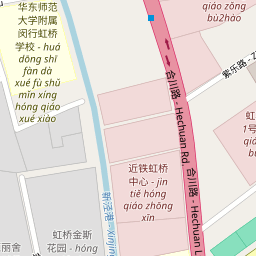 华东师范
大学附属
闵行虹桥
学校 - huá
dōng shī
fàn dà
xué fù shǔ
mǐn xíng
hóng qiáo
xué xiào
qiáo zǒng
bù2hào
合川路 - Hechuan Rd.
合川路 - Hechuan
紫乐路 -
虹
1号
近铁虹桥
中心 - jìn
tiě hóng
qiáo zhōng
xīn
新泾港 - Xinjing
虹桥金斯
花园 - hóng
丽舍